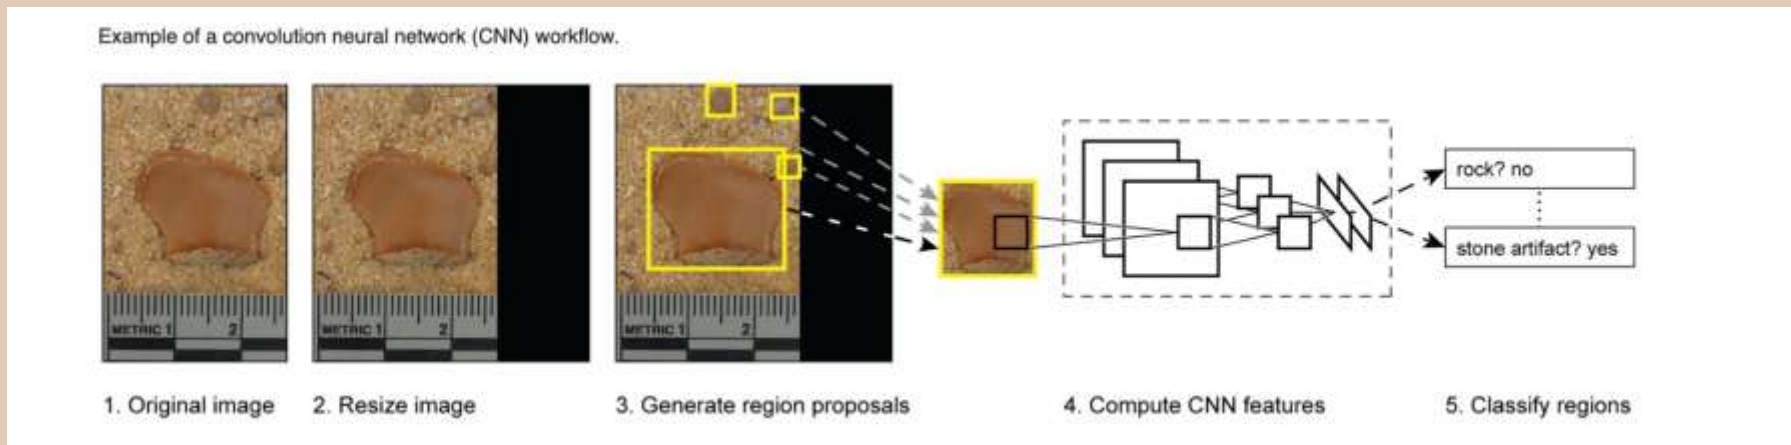 Example of a convolution neural network (CNN) workflow.
METRIC 1 2
METRIC 1 2
METRIC 1 2
rock? no
stone artifact? yes
1. Original image
2. Resize image
3. Generate region proposals
4. Compute CNN features
5. Classify regions